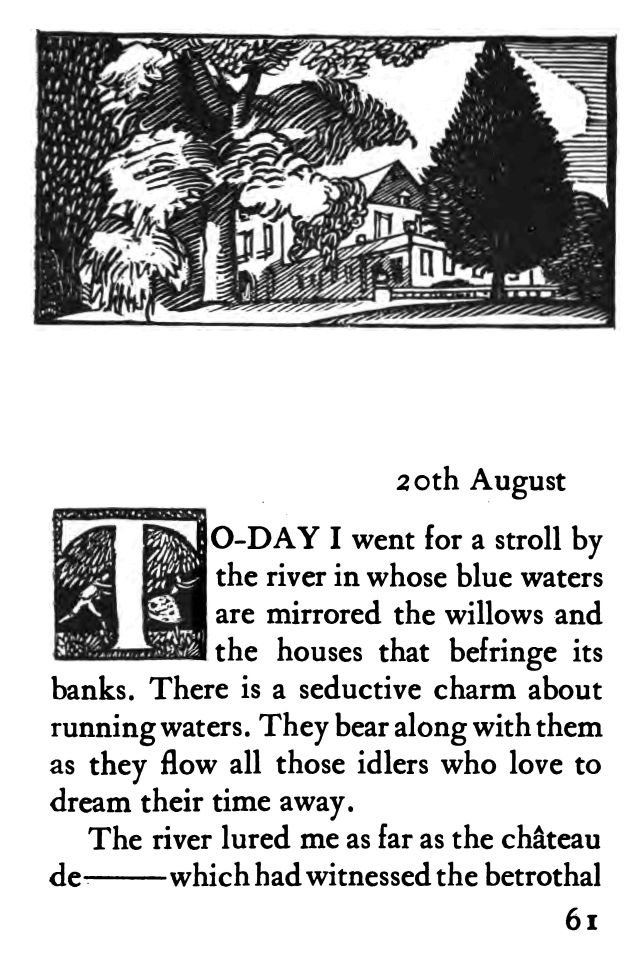 20th August
TO-DAY I went for a stroll by
the river in whose blue waters
are mirrored the willows and
the houses that befringe its
banks. There is a seductive charm about
running waters. They bear along with them
as they flow all those idlers who love to
dream their time away.
The river lured me as far as the château
de——which had witnessed the betrothal
61